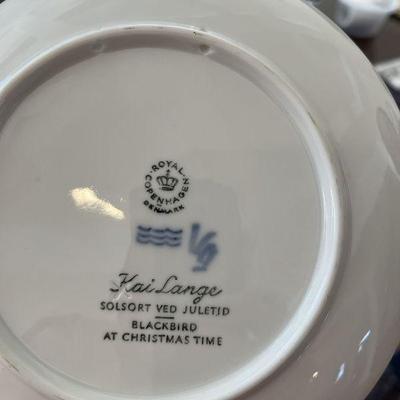 ROYAL
COPENHAGEN
DENMARK
Kai Lange
SOLSORT VED JULETID
BLACKBIRD
AT CHRISTMAS TIME